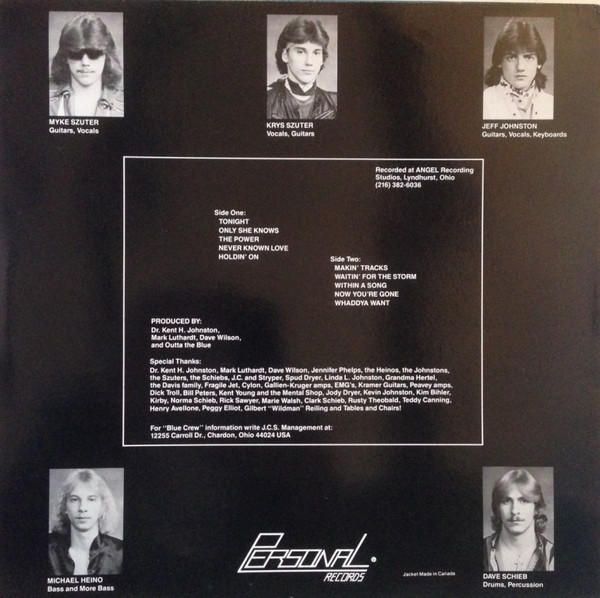 MYKE SZUTER
Guitars, Vocals
KRYS SZUTER
Vocals, Guitars
JEFF JOHNSTON
Guitars, Vocals, Keyboards
Recorded at ANGEL Recording
Studios, Lyndhurst, Ohio
(216) 382-6036
Side One:
TONIGHT
ONLY SHE KNOWS
THE POWER
NEVER KNOWN LOVE
HOLDIN' ON
Side Two:
MAKIN' TRACKS
WAITIN' FOR THE STORM
WITHIN A SONG
NOW YOU'RE GONE
WHADDYA WANT
PRODUCED BY:
Dr. Kent H. Johnston,
Mark Luthardt, Dave Wilson,
and Outta the Blue
Special Thanks:
Dr. Kent H. Johnston, Mark Luthardt, Dave Wilson, Jennifer Phelps, the Heinos, the Johnstons,
the Szuters, the Schiebs, J.C. and Stryper, Spud Dryer, Linda L. Johnston, Grandma Hertel,
the Davis family, Fragile Jet, Cylon, Gallien-Kruger amps, EMG's, Kramer Guitars, Peavey amps,
Dick Troll, Bill Peters, Kent Young and the Mental Shop, Jody Dryer, Kevin Johnston, Kim Bihler,
Kirby, Norma Schieb, Rick Sawyer, Marie Walsh, Clark Schieb, Rusty Theobald, Teddy Canning,
Henry Avellone, Peggy Elliot, Gilbert "Wildman" Reiling and Tables and Chairs!
For "Blue Crew" information write J.C.S. Management at:
12255 Carroll Dr., Chardon, Ohio 44024 USA
MICHAEL HEINO
Bass and More Bass
PERSONAL ®
RECORDS
Jacket Made in Canada
DAVE SCHIEB
Drums, Percussion